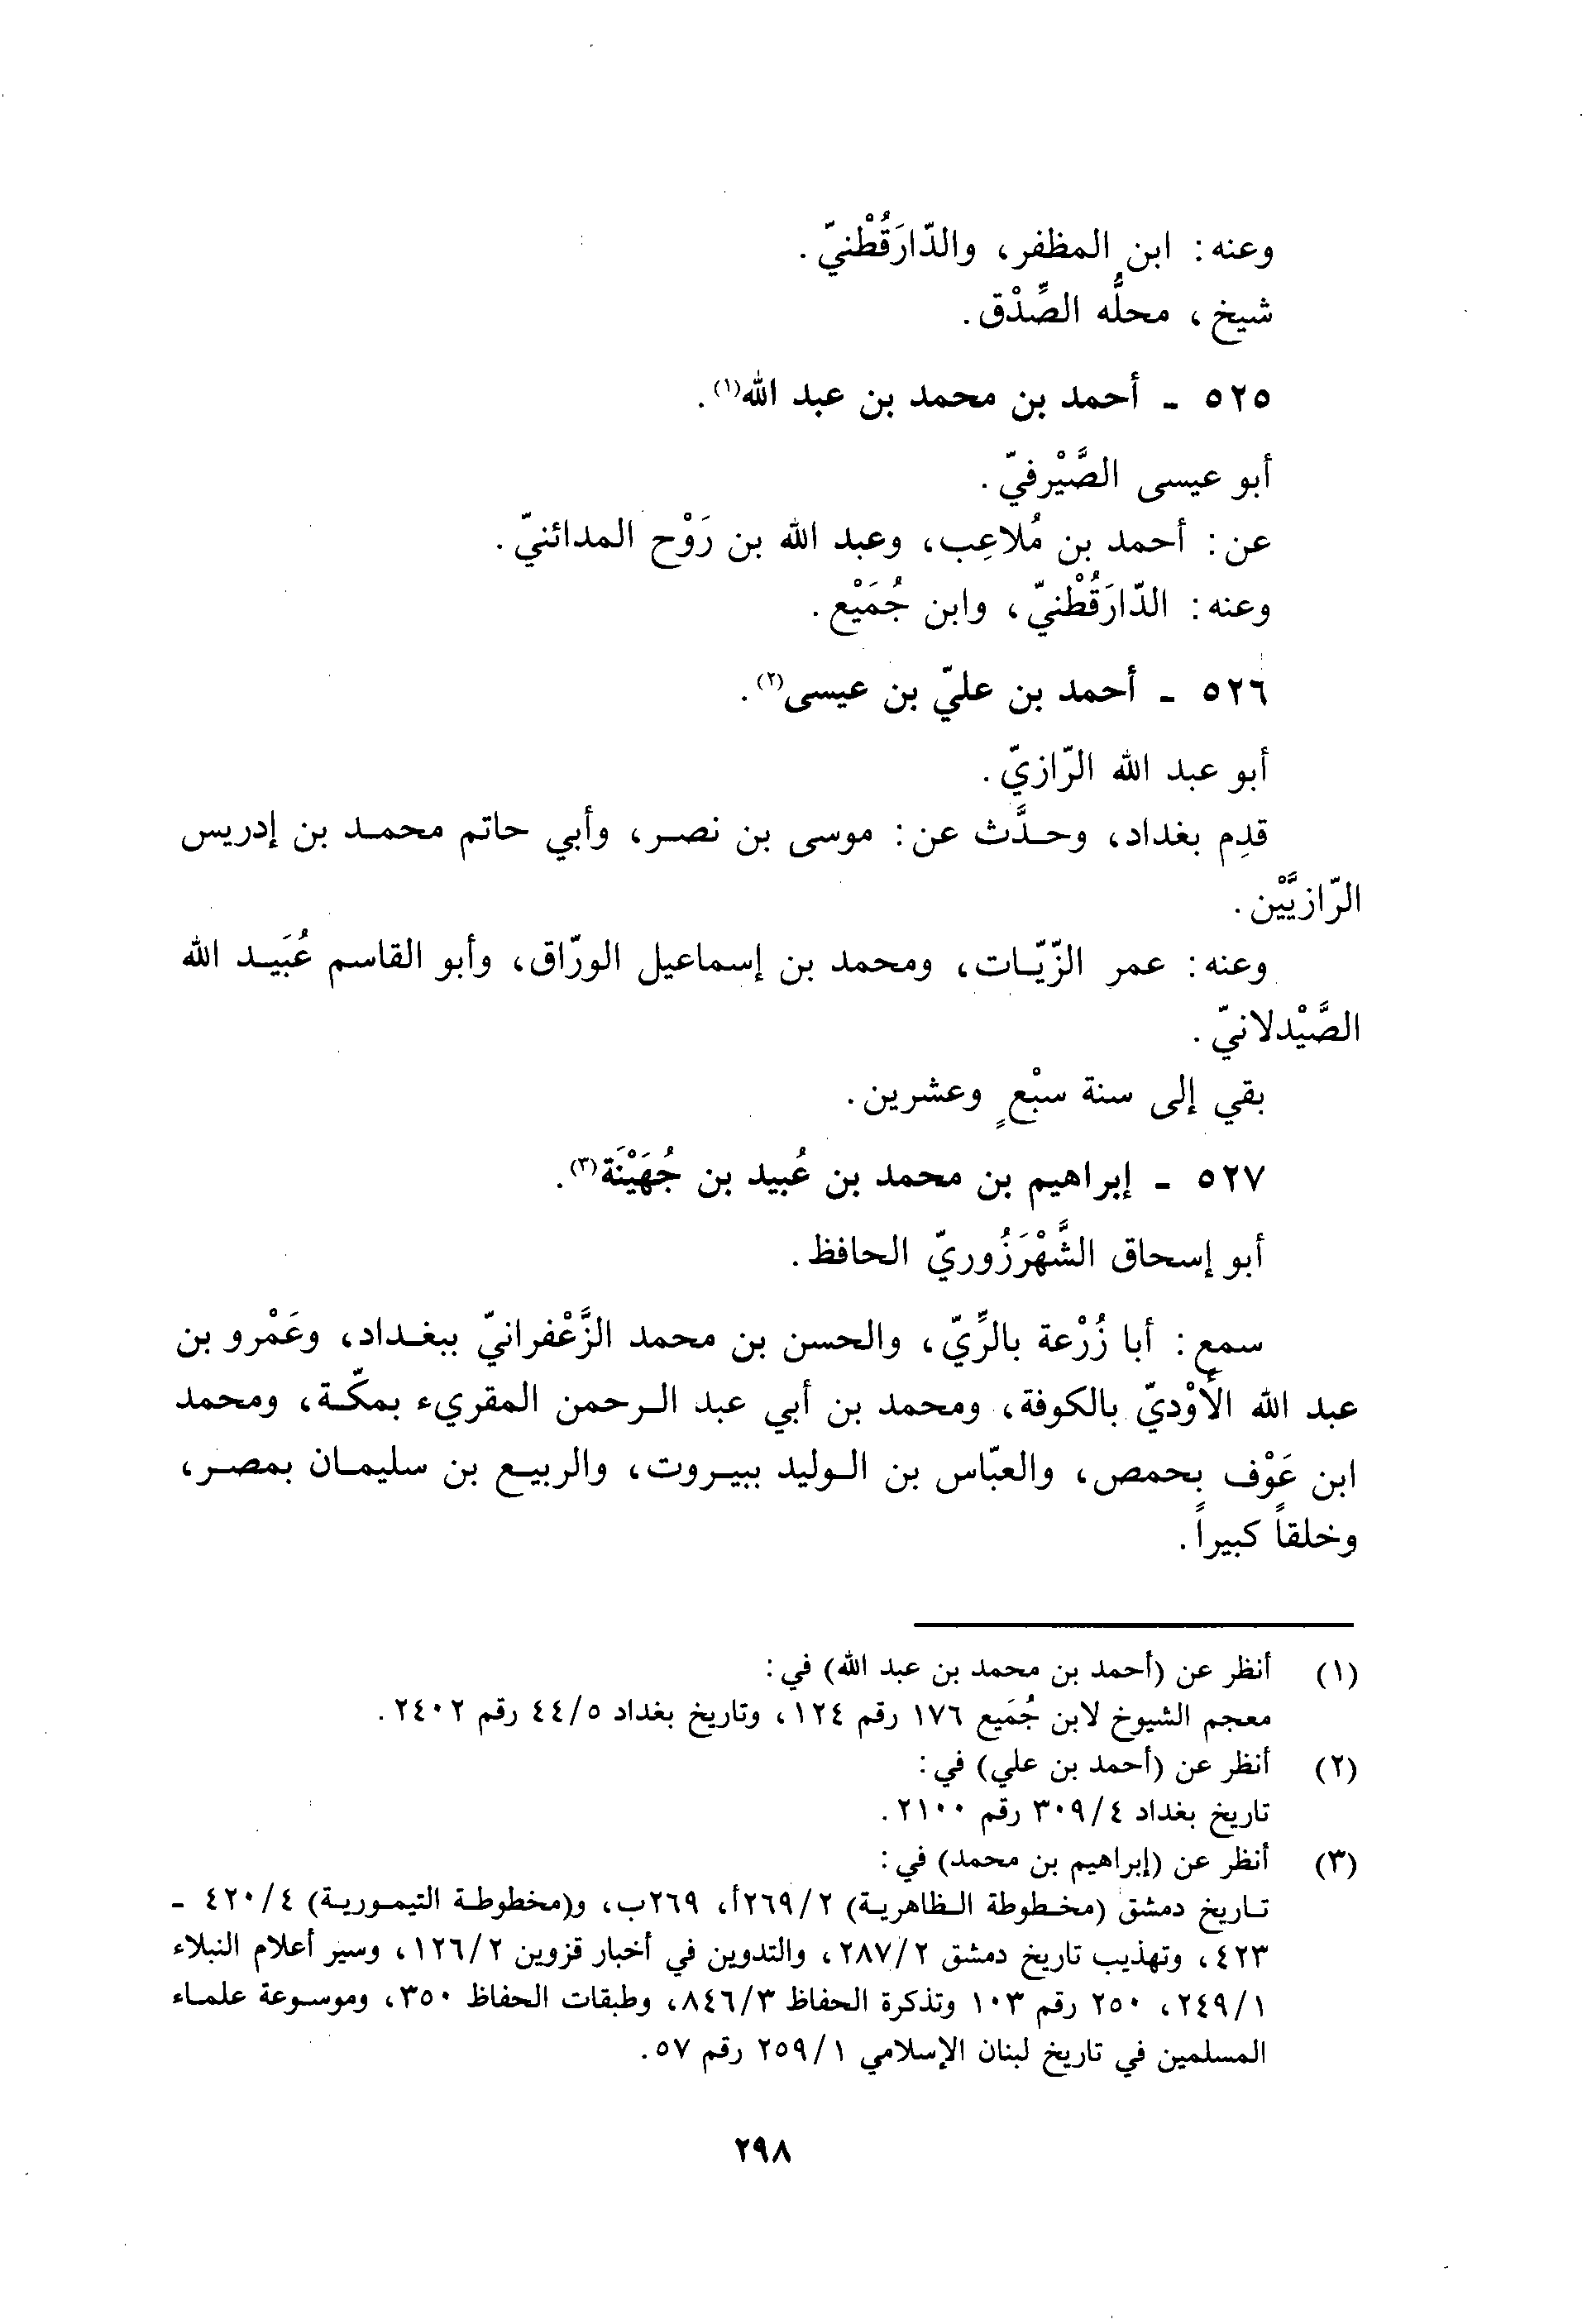 وعنه: ابن المظفر، والدّارَقُطْنيّ.
شيخ، محلُّه الصِّدْق.
٥٢٥ - أحمد بن محمد بن عبد الله(١).
أبو عيسى الصَّيْرفيّ.
عن: أحمد بن مُلاعِب، وعبد الله بن رَوْح المدائنيّ.
وعنه: الدّارَقُطْنيّ، وابن جُمَيْع.
٥٢٦ - أحمد بن عليّ بن عيسى(٢).
أبو عبد الله الرّازيّ.
قدِم بغداد، وحدَّث عن: موسى بن نصر، وأبي حاتم محمد بن إدريس
الرّازيَّيْن.
وعنه: عمر الزّيّات، ومحمد بن إسماعيل الورّاق، وأبو القاسم عُبَيد الله
الصَّيْدلانيّ.
بقي إلى سنة سبْعٍ وعشرين.
٥٢٧ - إبراهيم بن محمد بن عُبيد بن جُهَيْنَة(٣).
أبو إسحاق الشَّهْرَزُوريّ الحافظ.
سمع: أبا زُرْعة بالرِّيّ، والحسن بن محمد الزَّعْفرانيّ ببغداد، وعَمْرو بن
عبد الله الأَوْديّ بالكوفة، ومحمد بن أبي عبد الرحمن المقريء بمكّة، ومحمد
ابن عَوْف بحمص، والعبّاس بن الوليد ببيروت، والربيع بن سليمان بمصر،
وخلقاً كبيراً.
(١) أنظر عن (أحمد بن محمد بن عبد الله) في:
معجم الشيوخ لابن جُمَيع ١٧٦ رقم ١٢٤، وتاريخ بغداد ٤٤/٥ رقم ٢٤٠٢.
(٢) أنظر عن (أحمد بن علي) في:
تاريخ بغداد ٣٠٩/٤ رقم ٢١٠٠.
(٣) أنظر عن (إبراهيم بن محمد) في:
تاريخ دمشق (مخطوطة الظاهرية) ٢٦٩/٢أ، ٢٦٩ب، و(مخطوطة التيمورية) ٤٢٠/٤ -
٤٢٣، وتهذيب تاريخ دمشق ٢٨٧/٢، والتدوين في أخبار قزوين ١٢٦/٢، وسير أعلام النبلاء
٢٤٩/١، ٢٥٠ رقم ١٠٣ وتذكرة الحفاظ ٨٤٦/٣، وطبقات الحفاظ ٣٥٠، وموسوعة علماء
المسلمين في تاريخ لبنان الإسلامي ٢٥٩/١ رقم ٥٧.
٢٩٨